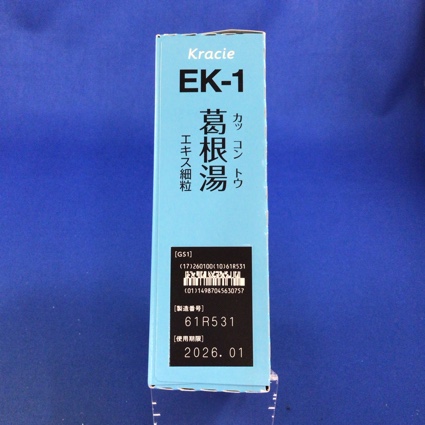 Kracie
EK-1
カッ コン トウ
葛根湯
エキス細粒
[GS1]
(17)260100(10)61R531
(01)14987045630757
[製造番号]
61R531
[使用期限]
2026.01